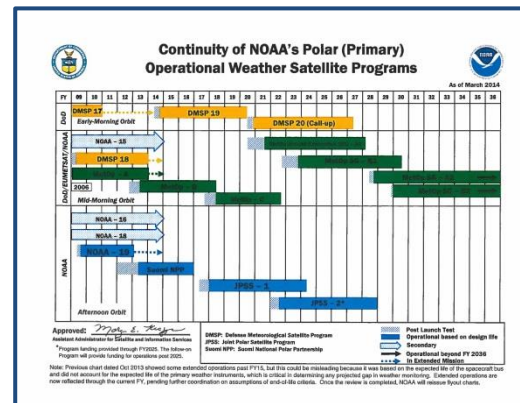 Continuity of NOAA's Polar (Primary)
Operational Weather Satellite Programs
As of March 2014
FY 09 10 11 12 13 14 15 16 17 18 19 20 21 22 23 24 25 26 27 28 29 30 31 32 33 34 35 36
DoD
DMSP 17
DMSP 19
DMSP 20 (Call-up)
Early-Morning Orbit
DoD/EUMETSAT/NOAA
NOAA - 15
DMSP 18
2006
Mid-Morning Orbit
NOAA
NOAA - 18
NOAA - 19
Suomi NPP
JPSS - 1
JPSS - 2*
Afternoon Orbit
Approved:
Assistant Administrator for Satellite and Information Services
*Program funding provided through FY2025. The follow-on
Program will provide funding for operations post 2025.
DMSP: Defense Meteorological Satellite Program
JPSS: Joint Polar Satellite Program
Suomi NPP: Suomi National Polar Partnership
Post Launch Test
Operational based on design life
Secondary
Operational beyond FY 2036
In Extended Mission
Note: Previous chart dated Oct 2013 showed some extended operations past FY15, but this could be misleading because it was based on the expected life of the spacecraft bus
and did not account for the expected life of the primary weather instruments, which is critical in determining any projected gap in weather monitoring. Extended operations are
now reflected through the current FY, pending further coordination on assumptions of end-of-life criteria. Once the review is completed, NOAA will reissue flyout charts.